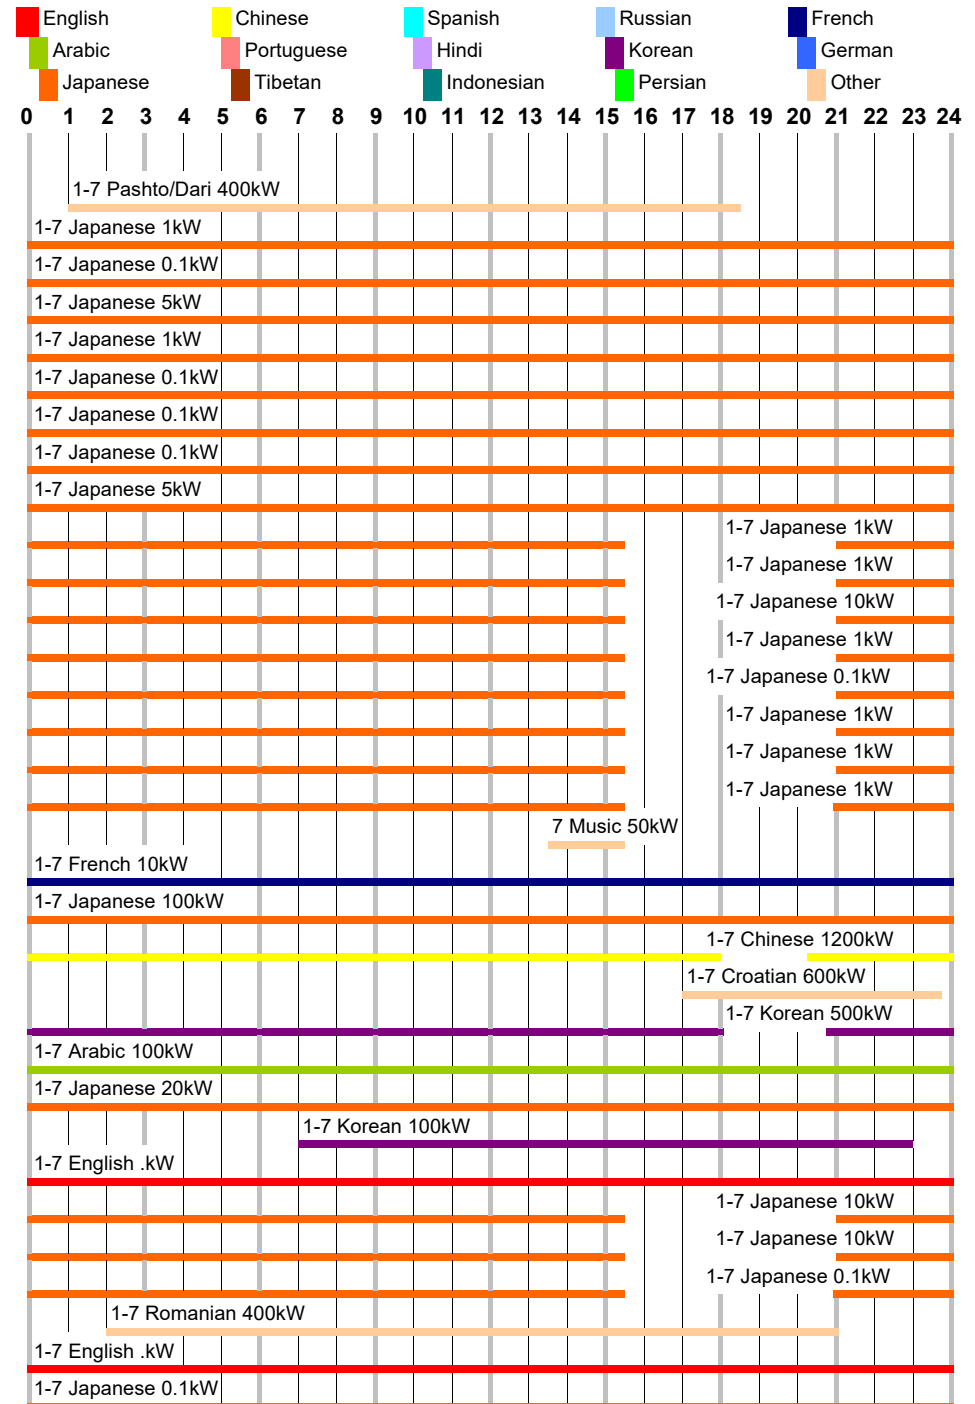 English Chinese Spanish Russian French
Arabic Portuguese Hindi Korean German
Japanese Tibetan Indonesian Persian Other
0 1 2 3 4 5 6 7 8 9 10 11 12 13 14 15 16 17 18 19 20 21 22 23 24
1-7 Pashto/Dari 400kW
1-7 Japanese 1kW
1-7 Japanese 0.1kW
1-7 Japanese 5kW
1-7 Japanese 1kW
1-7 Japanese 0.1kW
1-7 Japanese 0.1kW
1-7 Japanese 0.1kW
1-7 Japanese 5kW
1-7 Japanese 1kW
1-7 Japanese 1kW
1-7 Japanese 10kW
1-7 Japanese 1kW
1-7 Japanese 0.1kW
1-7 Japanese 1kW
1-7 Japanese 1kW
1-7 Japanese 1kW
7 Music 50kW
1-7 French 10kW
1-7 Japanese 100kW
1-7 Chinese 1200kW
1-7 Croatian 600kW
1-7 Korean 500kW
1-7 Arabic 100kW
1-7 Japanese 20kW
1-7 Korean 100kW
1-7 English .kW
1-7 Japanese 10kW
1-7 Japanese 10kW
1-7 Japanese 0.1kW
1-7 Romanian 400kW
1-7 English .kW
1-7 Japanese 0.1kW